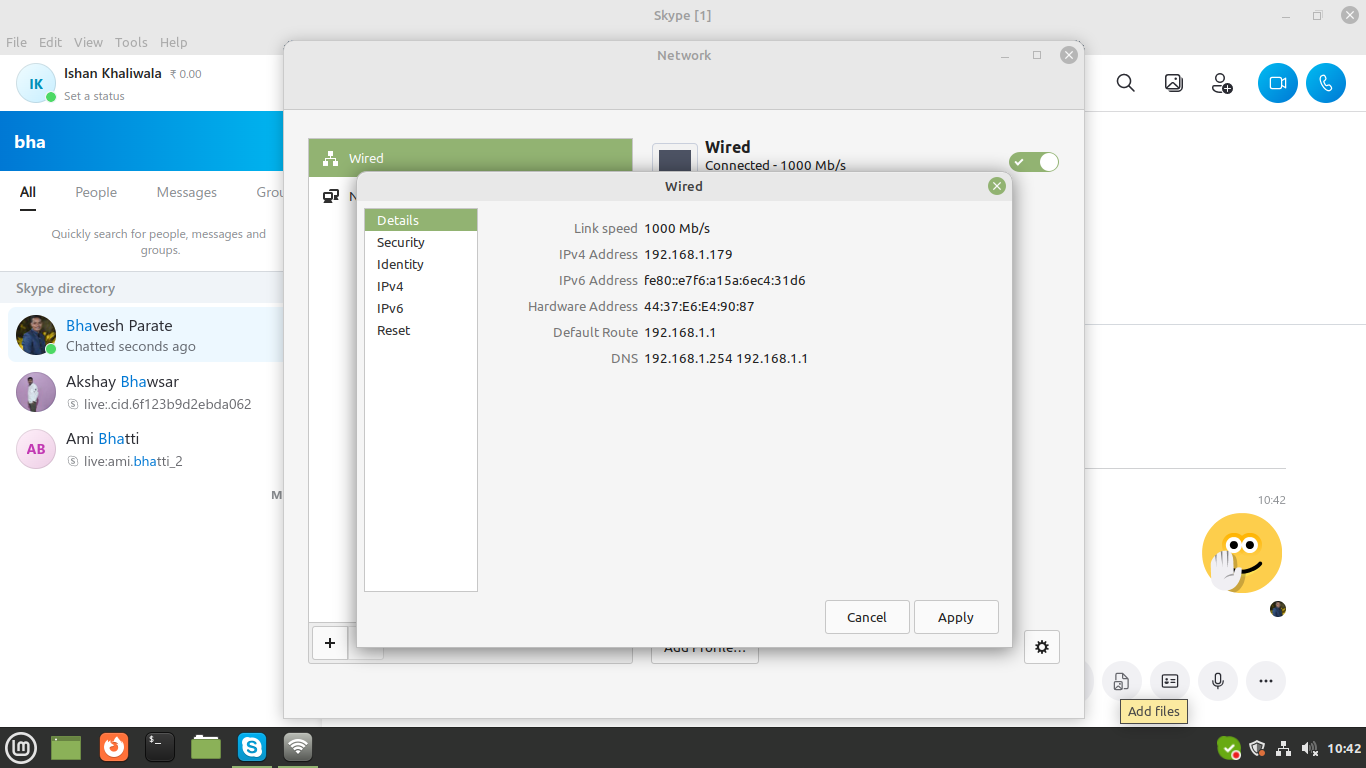 Skype [1]
File Edit View Tools Help
IK
Ishan Khaliwala ₹ 0.00
Set a status
bha
All People Messages
Quickly search for people, messages and
groups.
Skype directory
Bhavesh Parate
Chatted seconds ago
Akshay Bhawsar
live:.cid.6f123b9d2ebda062
AB
Ami Bhatti
live:ami.bhatti_2
Network
Wired
Wired
Connected - 1000 Mb/s
Wired
Details
Security
Identity
IPv4
IPv6
Reset
Link speed 1000 Mb/s
IPv4 Address 192.168.1.179
IPv6 Address fe80::e7f6:a15a:6ec4:31d6
Hardware Address 44:37:E6:E4:90:87
Default Route 192.168.1.1
DNS 192.168.1.254 192.168.1.1
Cancel Apply
+
Add Profile...
10:42
Add files
10:42